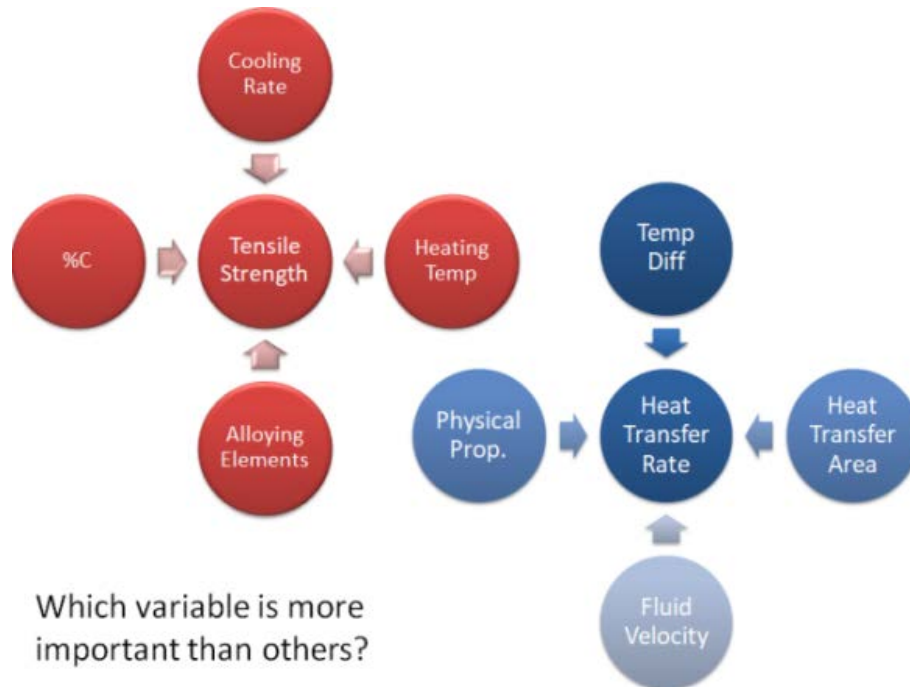 Cooling
Rate
%C
Tensile
Strength
Heating
Temp
Alloying
Elements
Temp
Diff
Physical
Prop.
Heat
Transfer
Rate
Heat
Transfer
Area
Fluid
Velocity
Which variable is more
important than others?